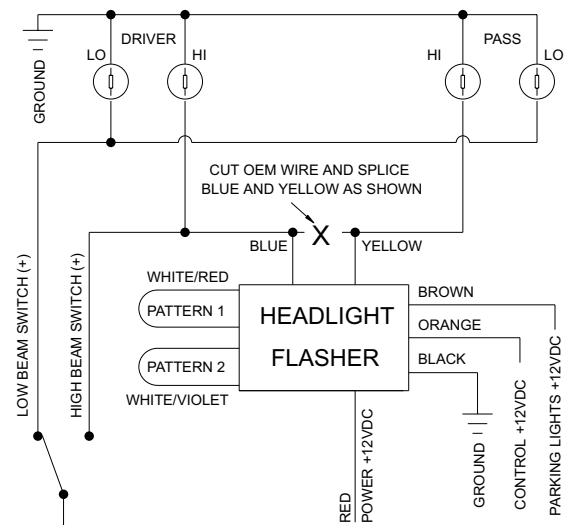 DRIVER
PASS
LO
HI
HI
LO
GROUND
CUT OEM WIRE AND SPLICE
BLUE AND YELLOW AS SHOWN
X
BLUE
YELLOW
LOW BEAM SWITCH (+)
HIGH BEAM SWITCH (+)
WHITE/RED
PATTERN 1
PATTERN 2
WHITE/VIOLET
HEADLIGHT
FLASHER
BROWN
ORANGE
BLACK
RED
POWER +12VDC
GROUND
CONTROL +12VDC
PARKING LIGHTS +12VDC